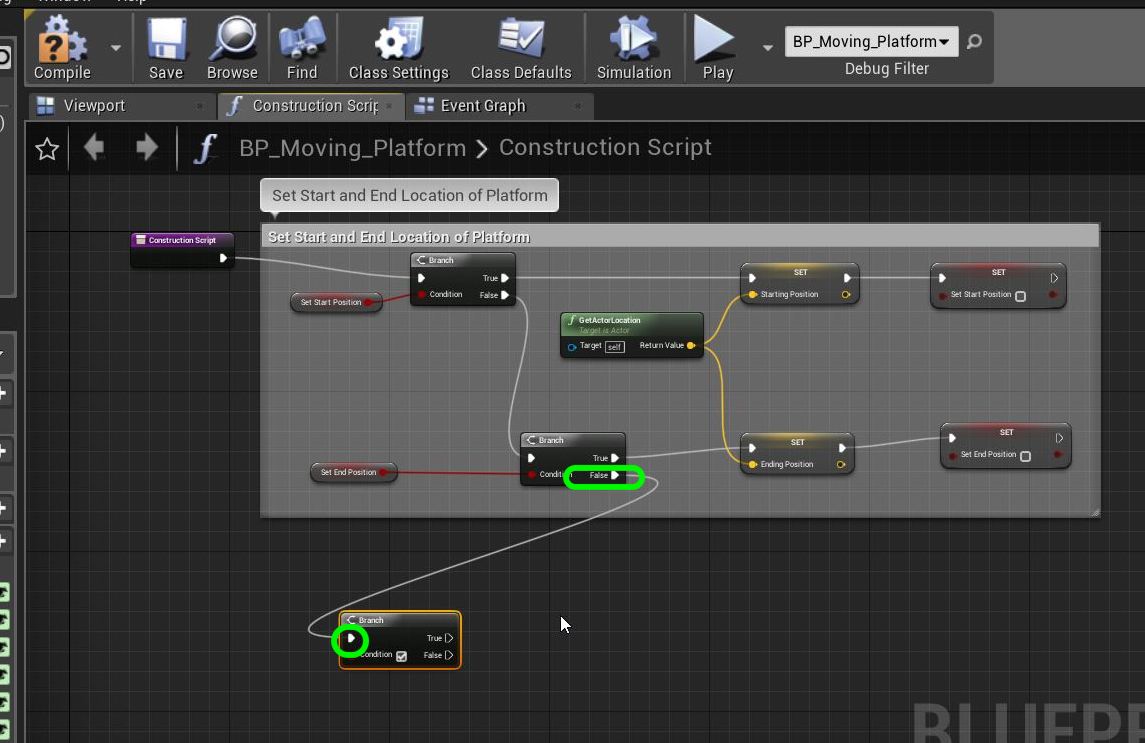 Compile
Save
Browse
Find
Class Settings
Class Defaults
Simulation
Play
BP_Moving_Platform
Debug Filter
Viewport
Construction Scrip
Event Graph
BP_Moving_Platform > Construction Script
Set Start and End Location of Platform
Set Start and End Location of Platform
Construction Script
Branch
True
Condition
False
Set Start Position
SET
Starting Position
SET
Set Start Position
GetActorLocation
Target is Actor
Target self
Return Value
Branch
True
Conditi
False
Set End Position
SET
Ending Position
SET
Set End Position
Branch
True
ondition
False
BLUEPR